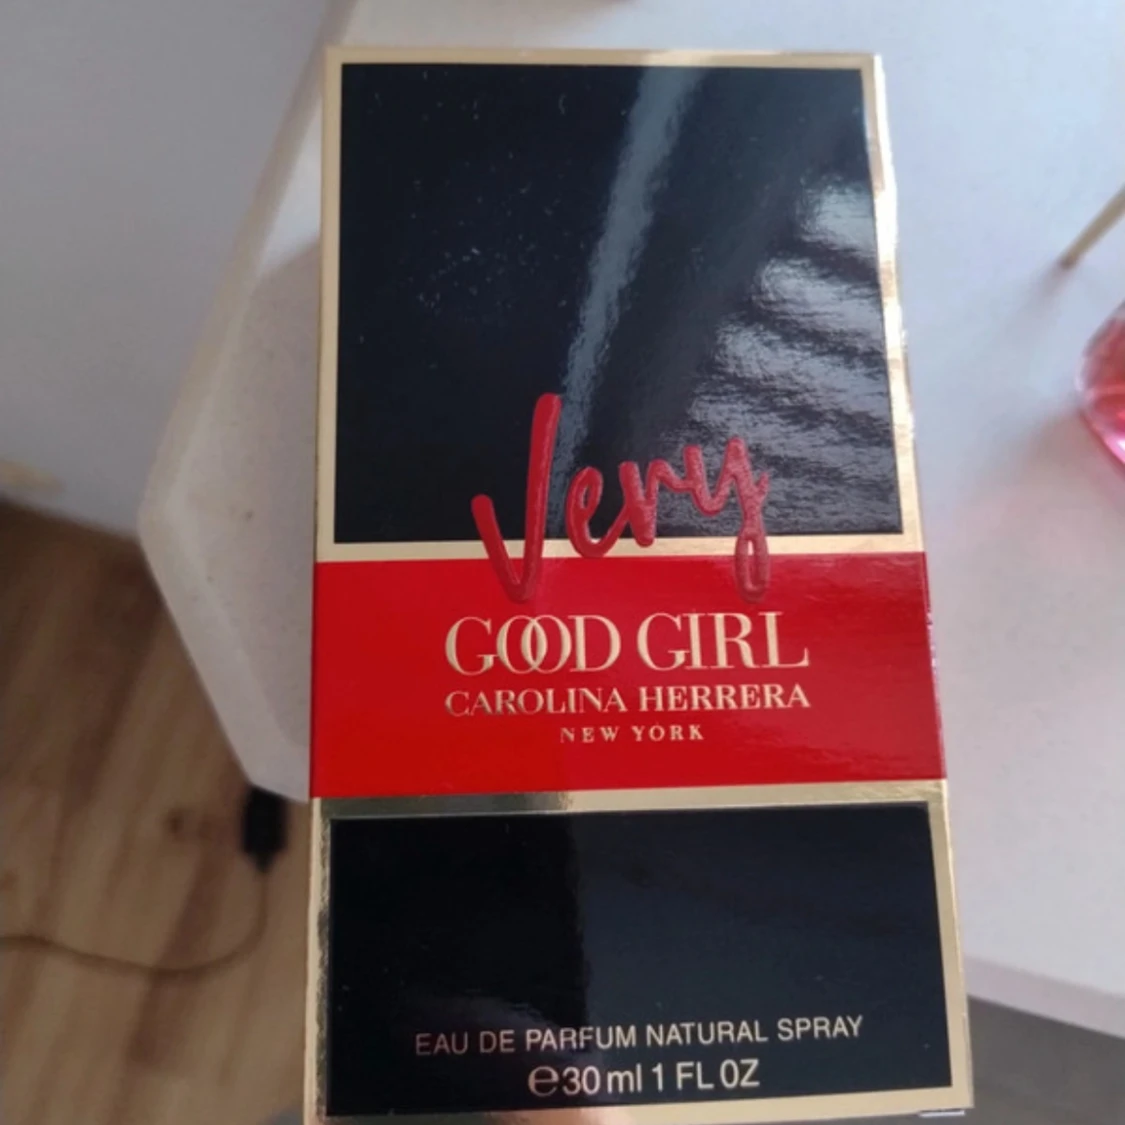 Very
GOOD GIRL
CAROLINA HERRERA
NEW YORK
EAU DE PARFUM NATURAL SPRAY
℮30 ml 1 FL OZ